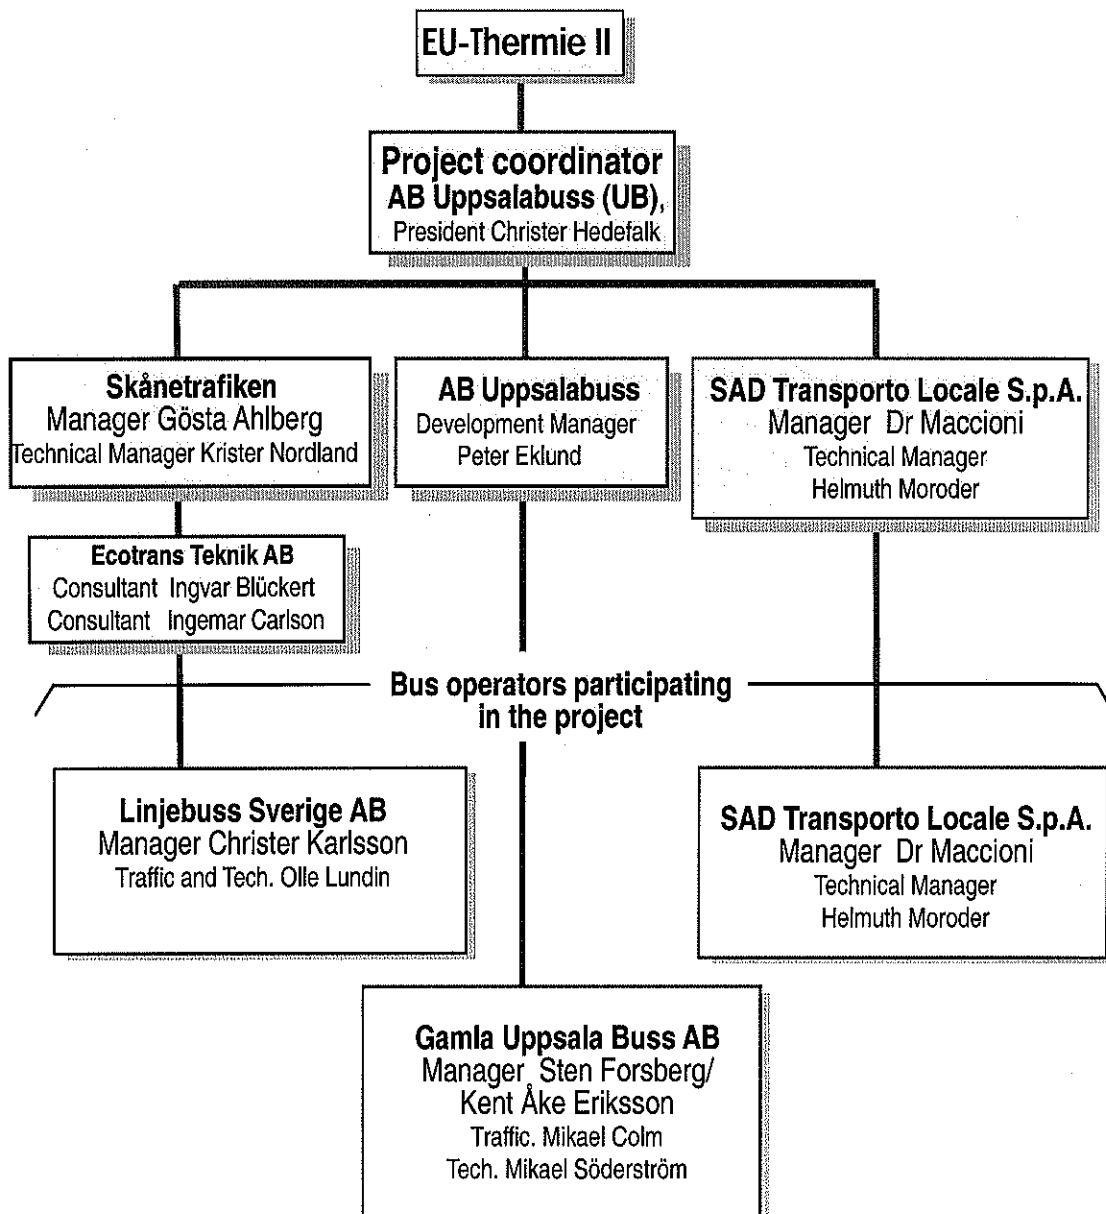 EU-Thermie II
Project coordinator
AB Uppsalabuss (UB),
President Christer Hedefalk
Skånetrafiken
Manager Gösta Ahlberg
Technical Manager Krister Nordland
AB Uppsalabuss
Development Manager
Peter Eklund
SAD Transporto Locale S.p.A.
Manager Dr Maccioni
Technical Manager
Helmuth Moroder
Ecotrans Teknik AB
Consultant Ingvar Blückert
Consultant Ingemar Carlson
Bus operators participating
in the project
Linjebuss Sverige AB
Manager Christer Karlsson
Traffic and Tech. Olle Lundin
SAD Transporto Locale S.p.A.
Manager Dr Maccioni
Technical Manager
Helmuth Moroder
Gamla Uppsala Buss AB
Manager Sten Forsberg/
Kent Åke Eriksson
Traffic. Mikael Colm
Tech. Mikael Söderström